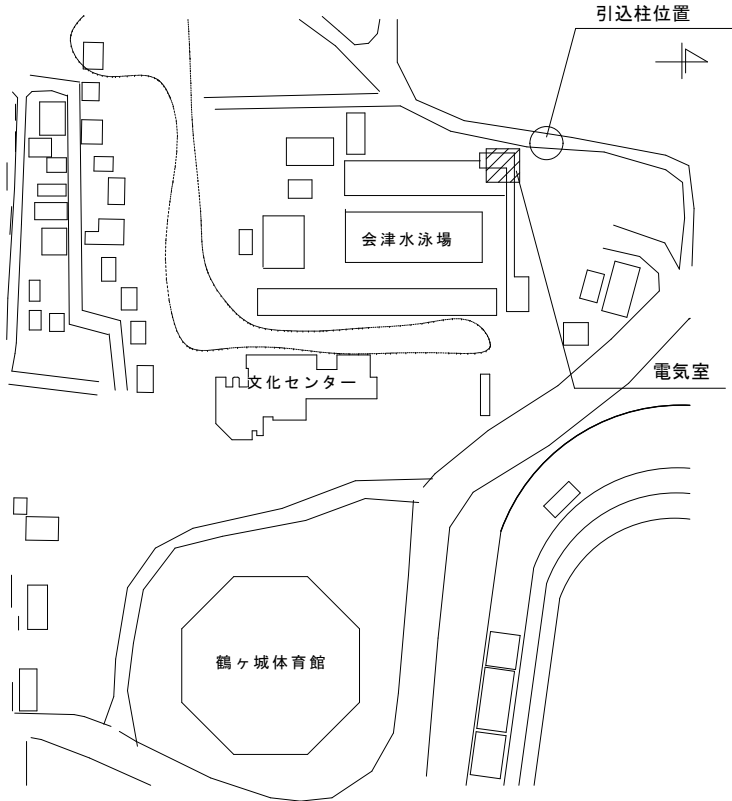 引込柱位置
会津水泳場
電気室
文化センター
鶴ヶ城体育館